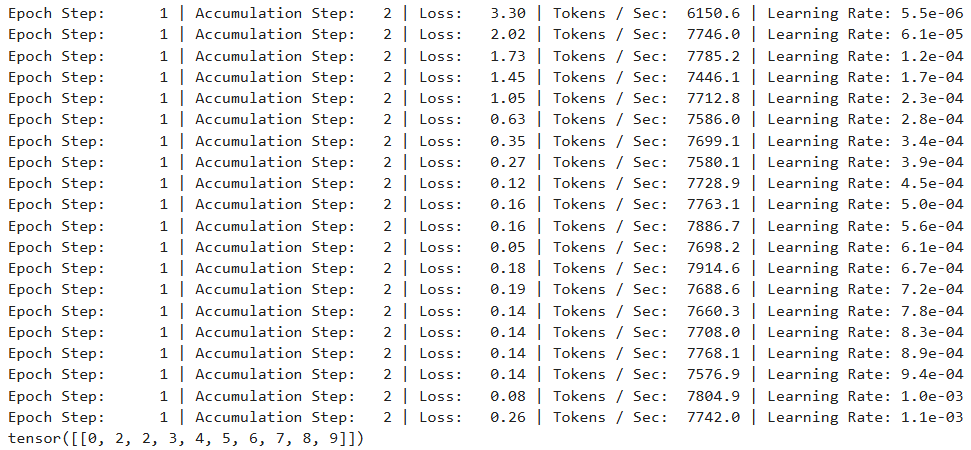 Epoch Step:      1 | Accumulation Step:   2 | Loss:   3.30 | Tokens / Sec:  6150.6 | Learning Rate: 5.5e-06
Epoch Step:      1 | Accumulation Step:   2 | Loss:   2.02 | Tokens / Sec:  7746.0 | Learning Rate: 6.1e-05
Epoch Step:      1 | Accumulation Step:   2 | Loss:   1.73 | Tokens / Sec:  7785.2 | Learning Rate: 1.2e-04
Epoch Step:      1 | Accumulation Step:   2 | Loss:   1.45 | Tokens / Sec:  7446.1 | Learning Rate: 1.7e-04
Epoch Step:      1 | Accumulation Step:   2 | Loss:   1.05 | Tokens / Sec:  7712.8 | Learning Rate: 2.3e-04
Epoch Step:      1 | Accumulation Step:   2 | Loss:   0.63 | Tokens / Sec:  7586.0 | Learning Rate: 2.8e-04
Epoch Step:      1 | Accumulation Step:   2 | Loss:   0.35 | Tokens / Sec:  7699.1 | Learning Rate: 3.4e-04
Epoch Step:      1 | Accumulation Step:   2 | Loss:   0.27 | Tokens / Sec:  7580.1 | Learning Rate: 3.9e-04
Epoch Step:      1 | Accumulation Step:   2 | Loss:   0.12 | Tokens / Sec:  7728.9 | Learning Rate: 4.5e-04
Epoch Step:      1 | Accumulation Step:   2 | Loss:   0.16 | Tokens / Sec:  7763.1 | Learning Rate: 5.0e-04
Epoch Step:      1 | Accumulation Step:   2 | Loss:   0.16 | Tokens / Sec:  7886.7 | Learning Rate: 5.6e-04
Epoch Step:      1 | Accumulation Step:   2 | Loss:   0.05 | Tokens / Sec:  7698.2 | Learning Rate: 6.1e-04
Epoch Step:      1 | Accumulation Step:   2 | Loss:   0.18 | Tokens / Sec:  7914.6 | Learning Rate: 6.7e-04
Epoch Step:      1 | Accumulation Step:   2 | Loss:   0.19 | Tokens / Sec:  7688.6 | Learning Rate: 7.2e-04
Epoch Step:      1 | Accumulation Step:   2 | Loss:   0.14 | Tokens / Sec:  7660.3 | Learning Rate: 7.8e-04
Epoch Step:      1 | Accumulation Step:   2 | Loss:   0.14 | Tokens / Sec:  7708.0 | Learning Rate: 8.3e-04
Epoch Step:      1 | Accumulation Step:   2 | Loss:   0.14 | Tokens / Sec:  7768.1 | Learning Rate: 8.9e-04
Epoch Step:      1 | Accumulation Step:   2 | Loss:   0.14 | Tokens / Sec:  7576.9 | Learning Rate: 9.4e-04
Epoch Step:      1 | Accumulation Step:   2 | Loss:   0.08 | Tokens / Sec:  7804.9 | Learning Rate: 1.0e-03
Epoch Step:      1 | Accumulation Step:   2 | Loss:   0.26 | Tokens / Sec:  7742.0 | Learning Rate: 1.1e-03
tensor([[0, 2, 2, 3, 4, 5, 6, 7, 8, 9]])